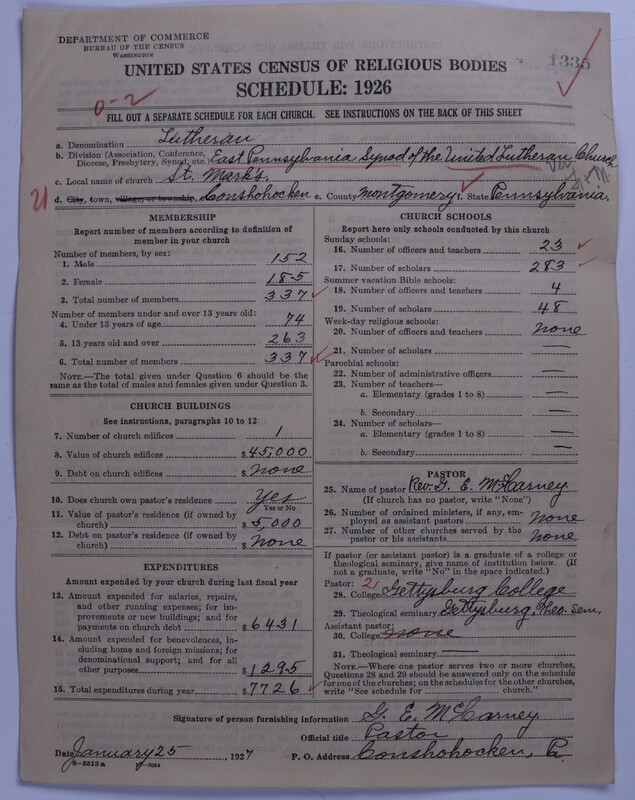 DEPARTMENT OF COMMERCE
BUREAU OF THE CENSUS
WASHINGTON
1335
UNITED STATES CENSUS OF RELIGIOUS BODIES
SCHEDULE: 1926
0-2
FILL OUT A SEPARATE SCHEDULE FOR EACH CHURCH. SEE INSTRUCTIONS ON THE BACK OF THIS SHEET
a. Denomination Lutheran
b. Division (Association, Conference, Diocese, Presbytery, Synod, etc.) East Pennsylvania Synod of the United Lutheran Church
c. Local name of church St. Mark's.
21 d. City, town, village, or township, Conshohocken e. County Montgomery f. State Pennsylvania.
MEMBERSHIP
Report number of members according to definition of
member in your church
Number of members, by sex:
1. Male 152
2. Female 185
3. Total number of members 337
Number of members under and over 13 years old:
4. Under 13 years of age 74
5. 13 years old and over 263
6. Total number of members 337
NOTE.—The total given under Question 6 should be
same as the total of males and females given under Question 3.
CHURCH BUILDINGS
See instructions, paragraphs 10 to 12
7. Number of church edifices 1
8. Value of church edifices $45,000
9. Debt on church edifices $none
10. Does church own pastor's residence Yes
Yes or No
11. Value of pastor's residence (if owned by
church) $5,000
12. Debt on pastor's residence (if owned by
church) $none
EXPENDITURES
Amount expended by your church during last fiscal year
13. Amount expended for salaries, repairs,
and other running expenses; for im-
provements or new buildings; and for
payments on church debt $6431
14. Amount expended for benevolences, in-
cluding home and foreign missions; for
denominational support; and for all
other purposes $1295
15. Total expenditures during year $7726
CHURCH SCHOOLS
Report here only schools conducted by this church
Sunday schools:
16. Number of officers and teachers 23
17. Number of scholars 283
Summer vacation Bible schools:
18. Number of officers and teachers 4
19. Number of scholars 48
Week-day religious schools:
20. Number of officers and teachers none
21. Number of scholars —
Parochial schools:
22. Number of administrative officers —
23. Number of teachers—
a. Elementary (grades 1 to 8) —
b. Secondary —
24. Number of scholars—
a. Elementary (grades 1 to 8) —
b. Secondary —
PASTOR
25. Name of pastor Rev. G. E. McCarney
(If church has no pastor, write "None")
26. Number of ordained ministers, if any, em-
ployed as assistant pastors none
27. Number of other churches served by the
pastor or his assistants none
If pastor (or assistant pastor) is a graduate of a college or
theological seminary, give name of institution below. (If
not a graduate, write "No" in the space indicated.)
Pastor: 2
28. College Gettysburg College
29. Theological seminary Gettysburg Theo. Sem.
Assistant pastor:
30. College none
31. Theological seminary —
NOTE.—Where one pastor serves two or more churches,
Questions 28 and 29 should be answered only on the schedule
for one of the churches; on the schedules for the other churches,
write "See schedule for church."
Signature of person furnishing information G. E. McCarney
Official title Pastor
Date January 25, 1927 P. O. Address Conshohocken, Pa.